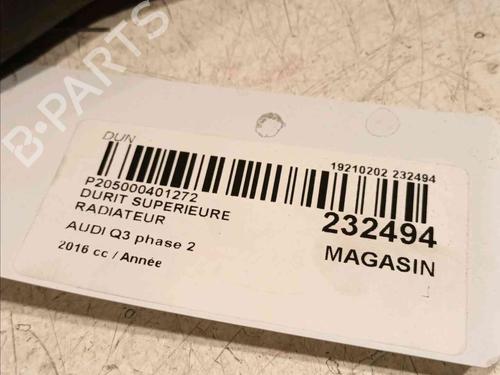 B-PARTS
DUN
19210202 232494
P205000401272
DURIT SUPERIEURE
RADIATEUR
232494
AUDI Q3 phase 2
MAGASIN
2016 cc / Année